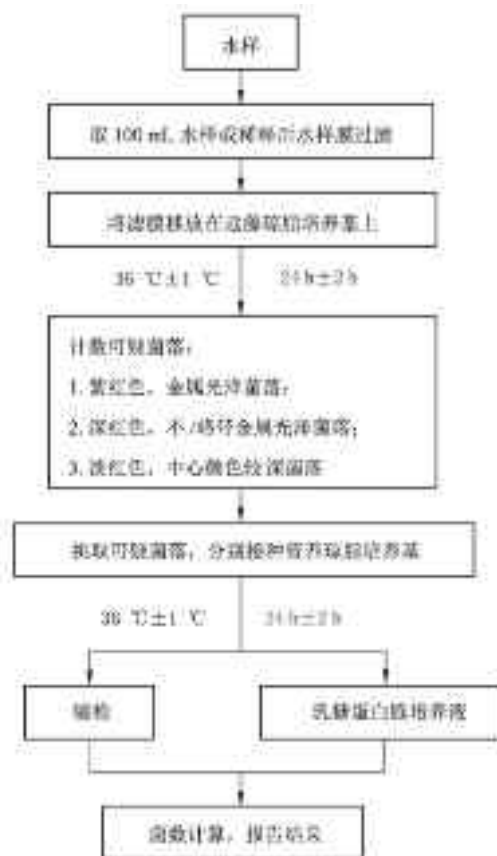 水样
取 100 mL 水样或稀释后水样膜过滤
将滤膜移放在远藤琼脂培养基上
36 ℃±1 ℃ 24 h±2 h
计数可疑菌落:
1. 紫红色、金属光泽菌落;
2. 深红色、不/略带金属光泽菌落;
3. 淡红色、中心颜色较深菌落
挑取可疑菌落,分别接种营养琼脂培养基
36 ℃±1 ℃ 24 h±2 h
镜检 乳糖蛋白胨培养液
菌数计算,报告结果